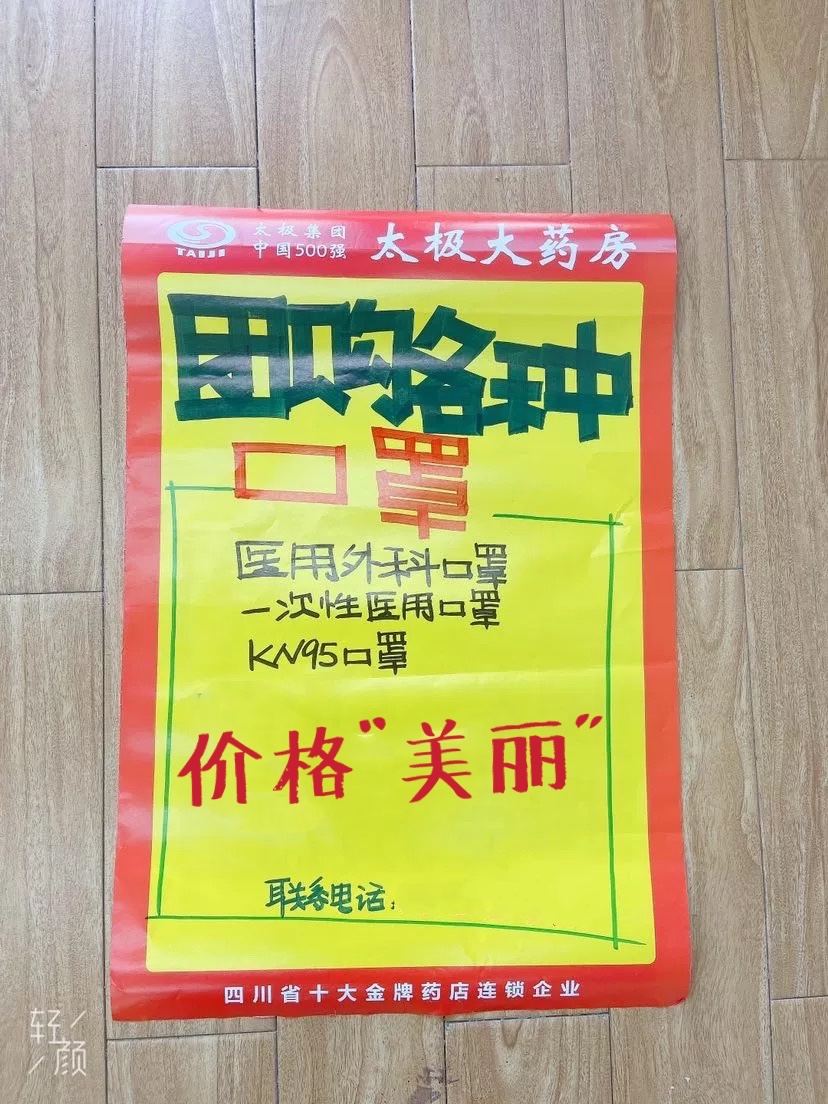 太极集团
中国500强
TAIJI
太极大药房
团购各种
口罩
医用外科口罩
一次性医用口罩
KN95口罩
价格"美丽"
联系电话：
四川省十大金牌药店连锁企业
轻颜